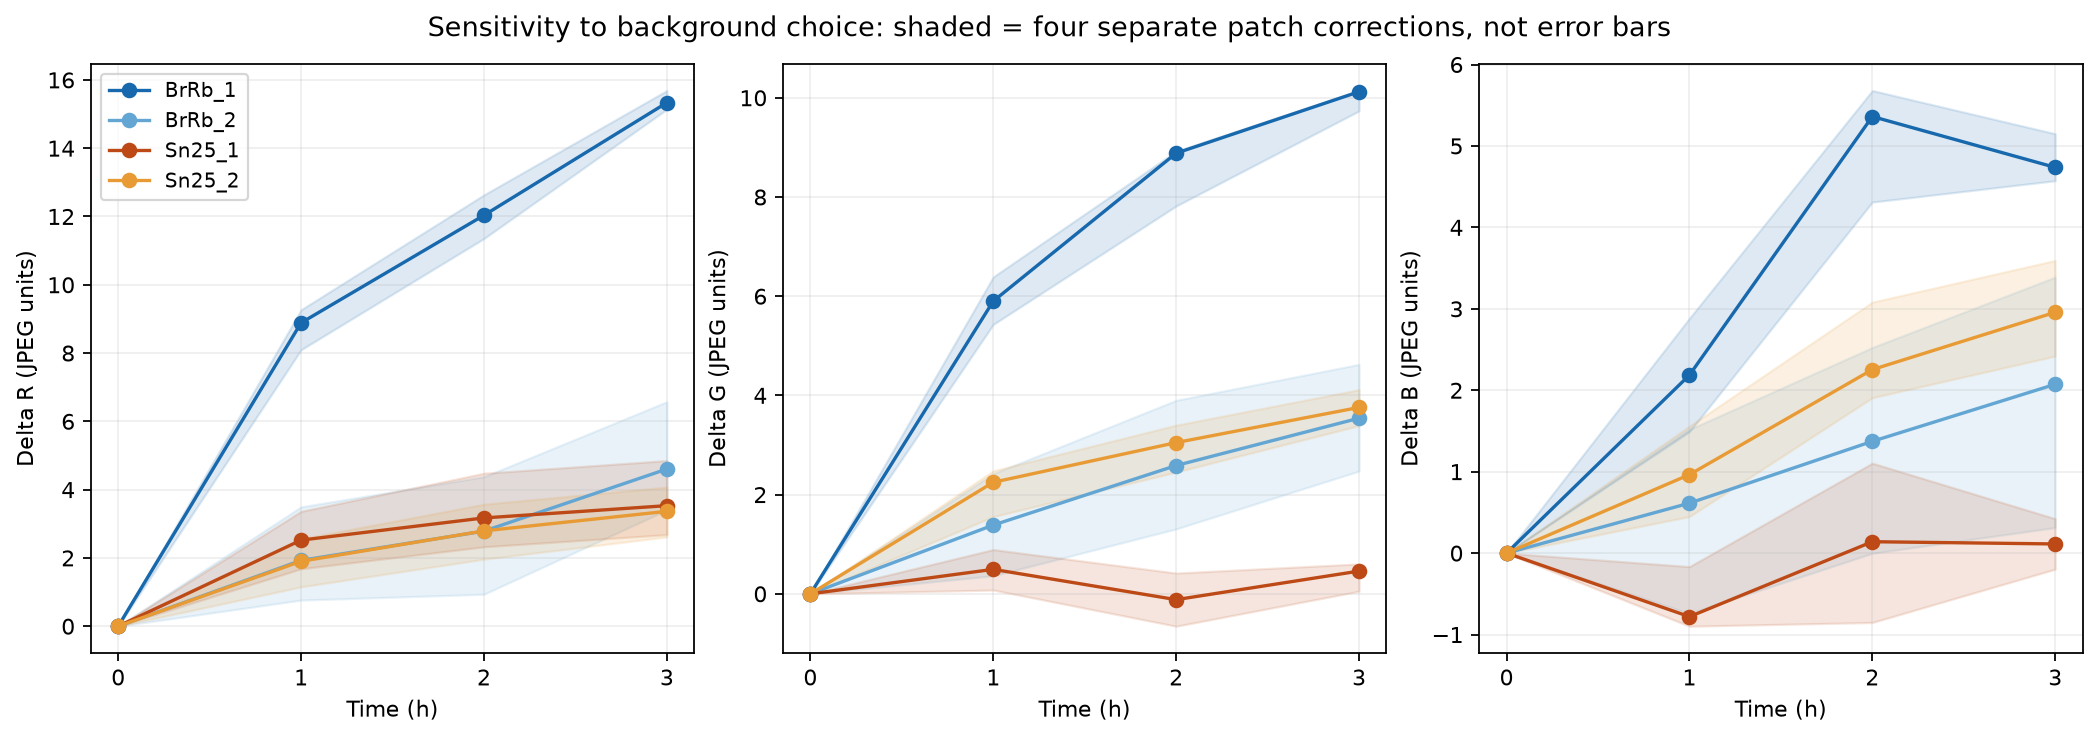 Sensitivity to background choice: shaded = four separate patch corrections, not error bars
Delta R (JPEG units)
16
14
12
10
8
6
4
2
0
BrRb_1
BrRb_2
Sn25_1
Sn25_2
0 1 2 3
Time (h)
Delta G (JPEG units)
10
8
6
4
2
0
0 1 2 3
Time (h)
Delta B (JPEG units)
6
5
4
3
2
1
0
−1
0 1 2 3
Time (h)